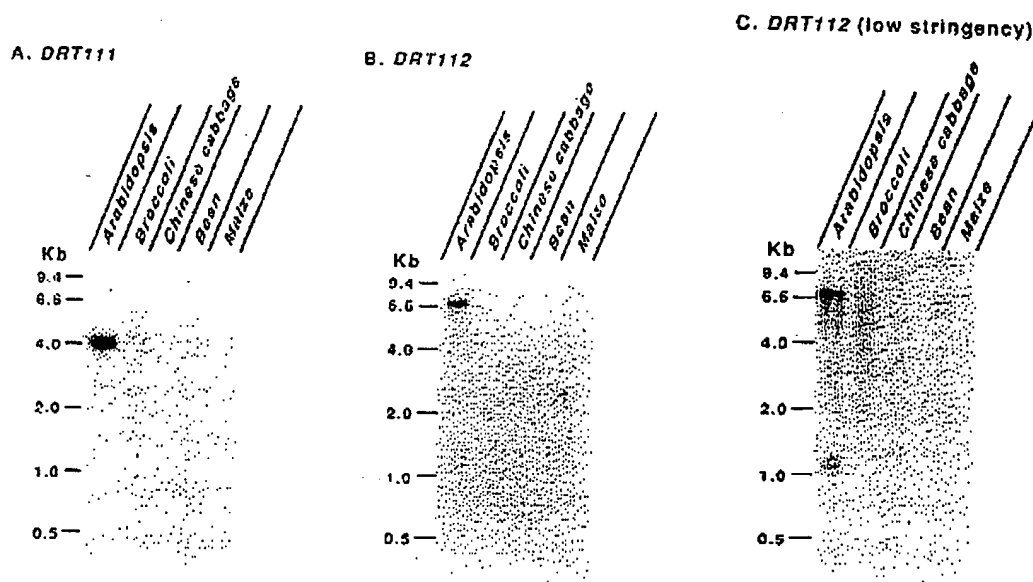 A. DRT111
Arabidopsis
Broccoli
Chinese cabbage
Bean
Maize
Kb
9.4
6.6
4.0
2.0
1.0
0.5
B. DRT112
Arabidopsis
Broccoli
Chinese cabbage
Bean
Maize
Kb
9.4
6.6
4.0
2.0
1.0
0.5
C. DRT112 (low stringency)
Arabidopsis
Broccoli
Chinese cabbage
Bean
Maize
Kb
9.4
6.6
4.0
2.0
1.0
0.5